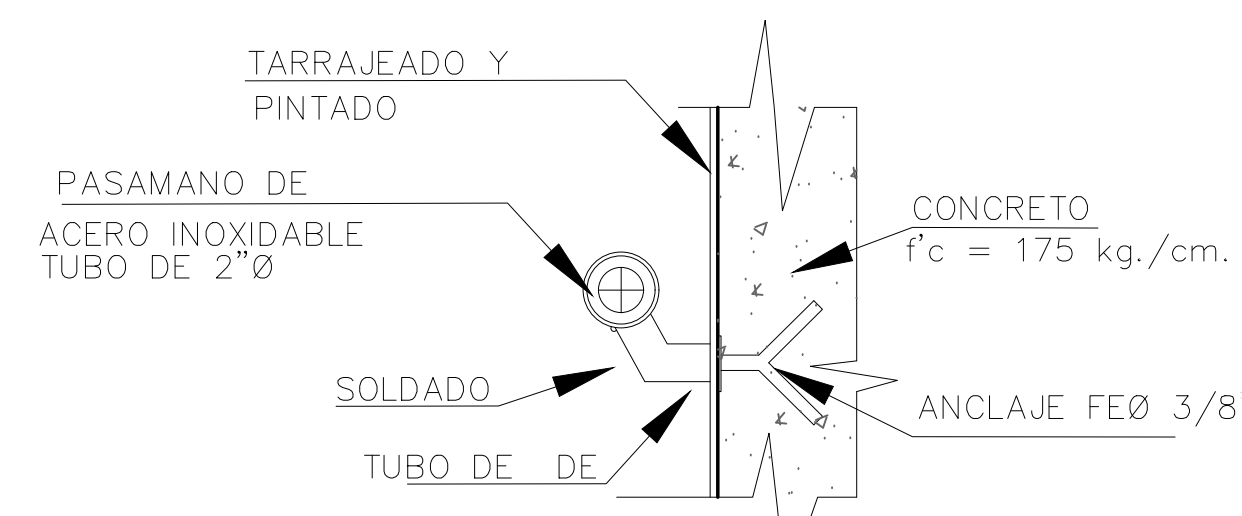 TARRAJEADO Y
PINTADO
PASAMANO DE
ACERO INOXIDABLE
TUBO DE 2"Ø
CONCRETO
f'c = 175 kg./cm.
SOLDADO
ANCLAJE FEØ 3/8
TUBO DE DE